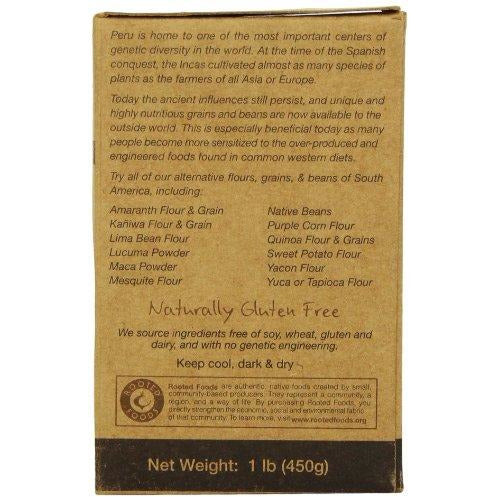 Peru is home to one of the most important centers of
genetic diversity in the world. At the time of the Spanish
conquest, the Incas cultivated almost as many species of
plants as the farmers of all Asia or Europe.
Today the ancient influences still persist, and unique and
highly nutritious grains and beans are now available to the
outside world. This is especially beneficial today as many
people become more sensitized to the over-produced and
engineered foods found in common western diets.
Try all of our alternative flours, grains, & beans of South
America, including:
Amaranth Flour & Grain
Kañiwa Flour & Grain
Lima Bean Flour
Lucuma Powder
Maca Powder
Mesquite Flour
Native Beans
Purple Corn Flour
Quinoa Flour & Grains
Sweet Potato Flour
Yacon Flour
Yuca or Tapioca Flour
Naturally Gluten Free
We source ingredients free of soy, wheat, gluten and
dairy, and with no genetic engineering.
Keep cool, dark & dry
ROOTED
FOODS
Rooted Foods are authentic, native foods created by small,
community-based producers. They represent a community, a
region, and a way of life. By purchasing Rooted Foods, you
directly strengthen the economic, social and environmental fabric
of that community. To learn more, visit www.rootedfoods.org
Net Weight: 1 lb (450g)